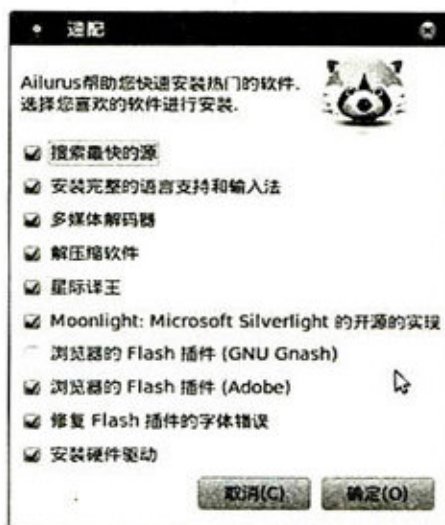 速配
Ailurus帮助您快速安装热门的软件.
选择您喜欢的软件进行安装.
搜索最快的源
安装完整的语言支持和输入法
多媒体解码器
解压缩软件
星际译王
Moonlight: Microsoft Silverlight 的开源的实现
浏览器的 Flash 插件 (GNU Gnash)
浏览器的 Flash 插件 (Adobe)
修复 Flash 插件的字体错误
安装硬件驱动
取消(C)
确定(O)